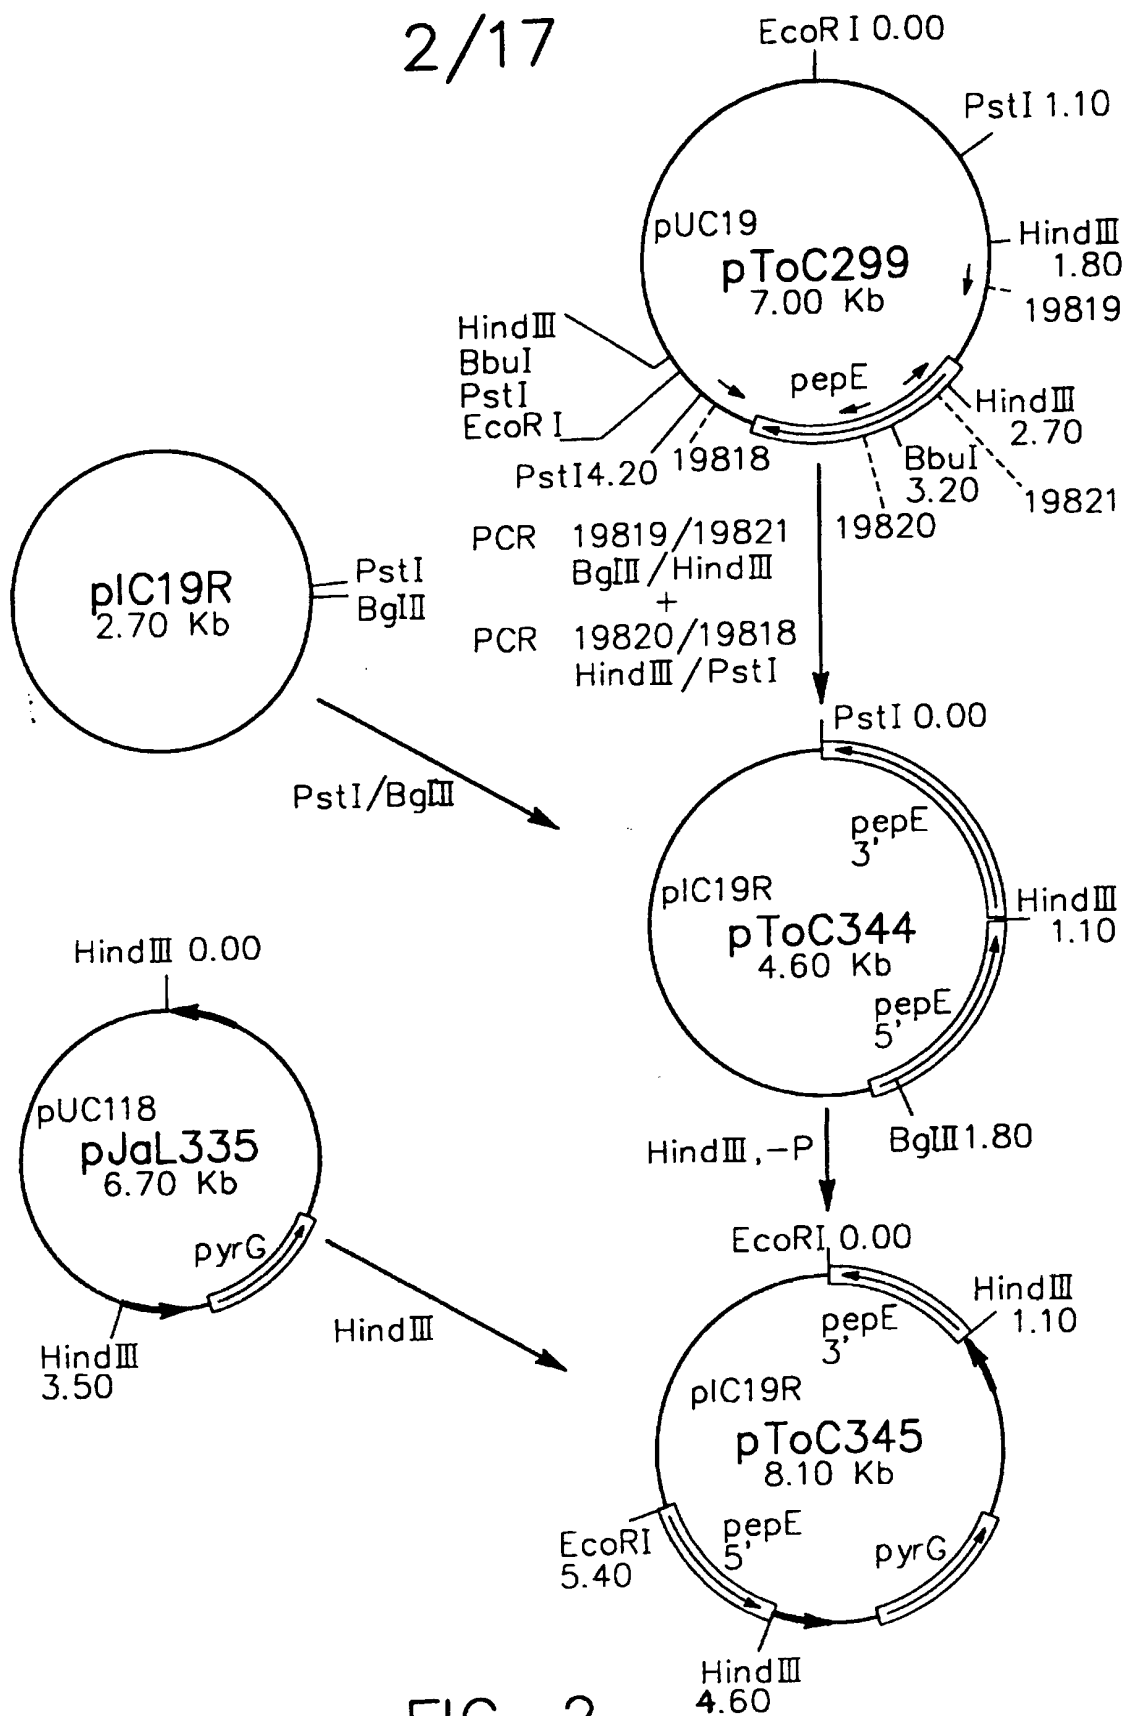 2/17
EcoR I 0.00
PstI 1.10
pUC19
HindⅢ
1.80
pToC299
7.00 Kb
19819
HindⅢ
BbuI
PstI
EcoR I
pepE
HindⅢ
2.70
PstI4.20
19818
BbuI
3.20
19821
19820
PCR 19819/19821
BglⅡ/HindⅢ
+
PCR 19820/19818
HindⅢ/PstI
pIC19R
2.70 Kb
PstI
BglⅡ
PstI/BglⅡ
PstI 0.00
pepE
3'
pIC19R
HindⅢ
1.10
pToC344
4.60 Kb
pepE
5'
BglⅡ1.80
HindⅢ,-P
HindⅢ 0.00
pUC118
pJaL335
6.70 Kb
pyrG
HindⅢ
3.50
HindⅢ
EcoRI 0.00
HindⅢ
1.10
pepE
3'
pIC19R
pToC345
8.10 Kb
EcoRI
5.40
pepE
5'
pyrG
HindⅢ
4.60
FIG. 2